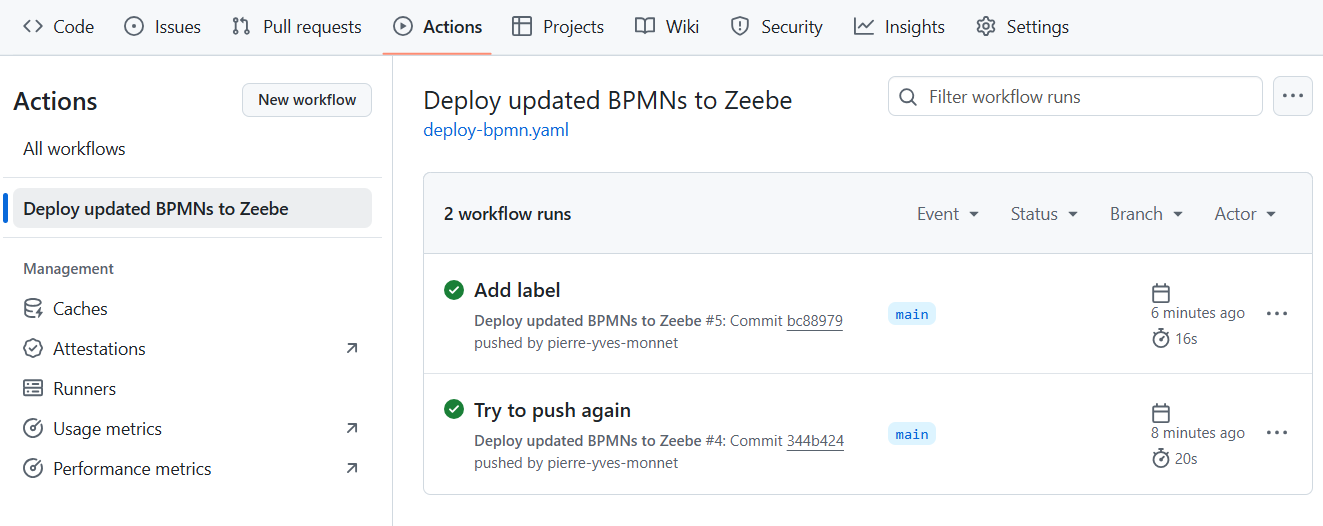 Code Issues Pull requests Actions Projects Wiki Security Insights Settings
Actions
New workflow
All workflows
Deploy updated BPMNs to Zeebe
Management
Caches
Attestations
Runners
Usage metrics
Performance metrics
Deploy updated BPMNs to Zeebe
deploy-bpmn.yaml
Filter workflow runs
2 workflow runs
Event Status Branch Actor
Add label
Deploy updated BPMNs to Zeebe #5: Commit bc88979
pushed by pierre-yves-monnet
main
6 minutes ago
16s
Try to push again
Deploy updated BPMNs to Zeebe #4: Commit 344b424
pushed by pierre-yves-monnet
main
8 minutes ago
20s